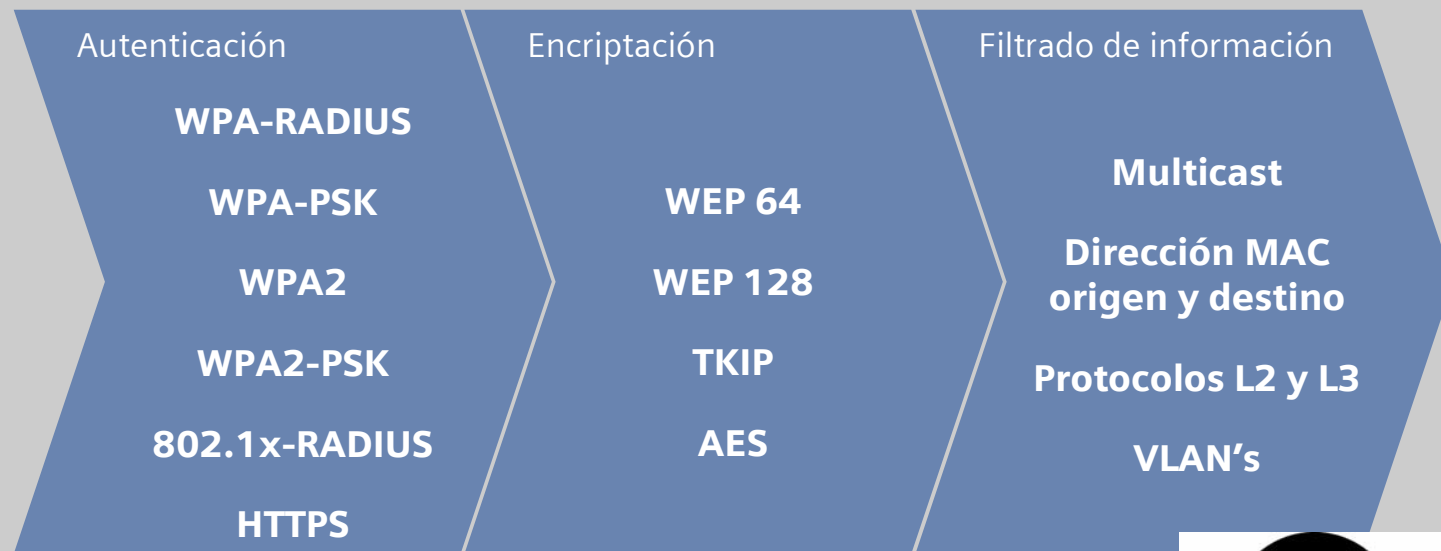 Autenticación
WPA-RADIUS
WPA-PSK
WPA2
WPA2-PSK
802.1x-RADIUS
HTTPS
Encriptación
WEP 64
WEP 128
TKIP
AES
Filtrado de información
Multicast
Dirección MAC
origen y destino
Protocolos L2 y L3
VLAN’s